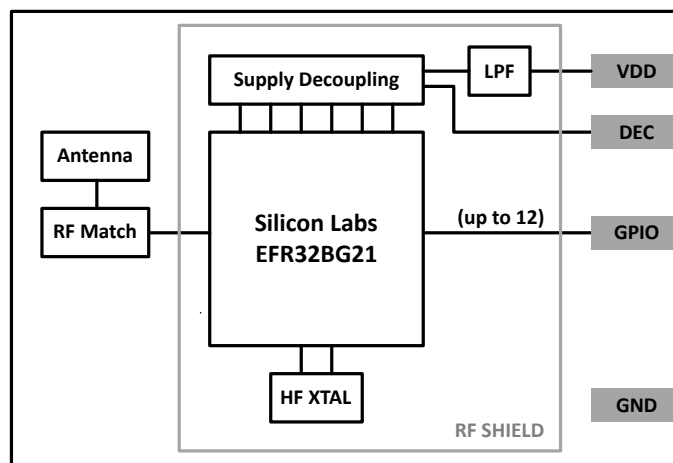 Supply Decoupling
LPF
VDD
DEC
Antenna
RF Match
Silicon Labs
EFR32BG21
(up to 12)
GPIO
HF XTAL
GND
RF SHIELD